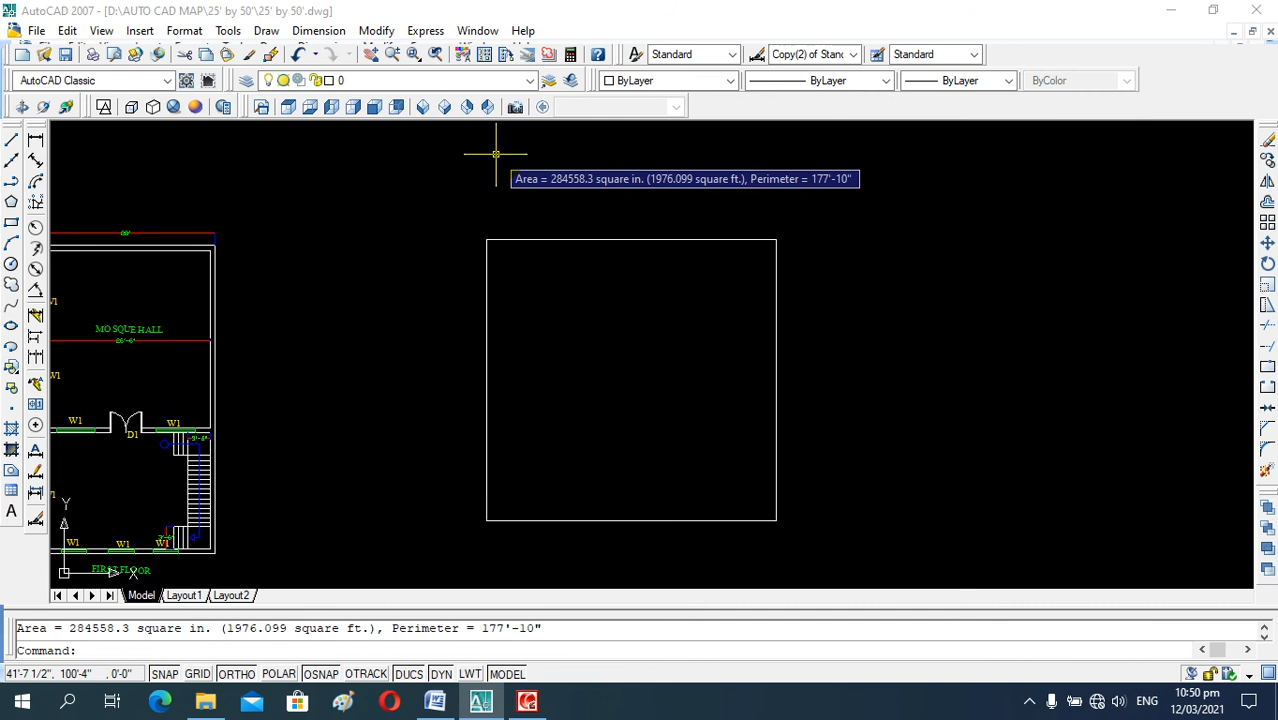 AutoCAD 2007 - [D:\AUTO CAD MAP\25' by 50'\25' by 50'.dwg]
File Edit View Insert Format Tools Draw Dimension Modify Express Window Help
Standard Copy(2) of Stanc Standard
AutoCAD Classic 0 ByLayer ByLayer ByLayer ByColor
Area = 284558.3 square in. (1976.099 square ft.), Perimeter = 177'-10"
MOSQUE HALL
26'-6"
W1 W1
D1
W1 W1 W1
Y
X
FIRST FLOOR
Model Layout1 Layout2
Area = 284558.3 square in. (1976.099 square ft.), Perimeter = 177'-10"
Command:
41'-7 1/2", 100'-4", 0'-0" SNAP GRID ORTHO POLAR OSNAP OTRACK DUCS DYN LWT MODEL
ENG
10:50 pm
12/03/2021